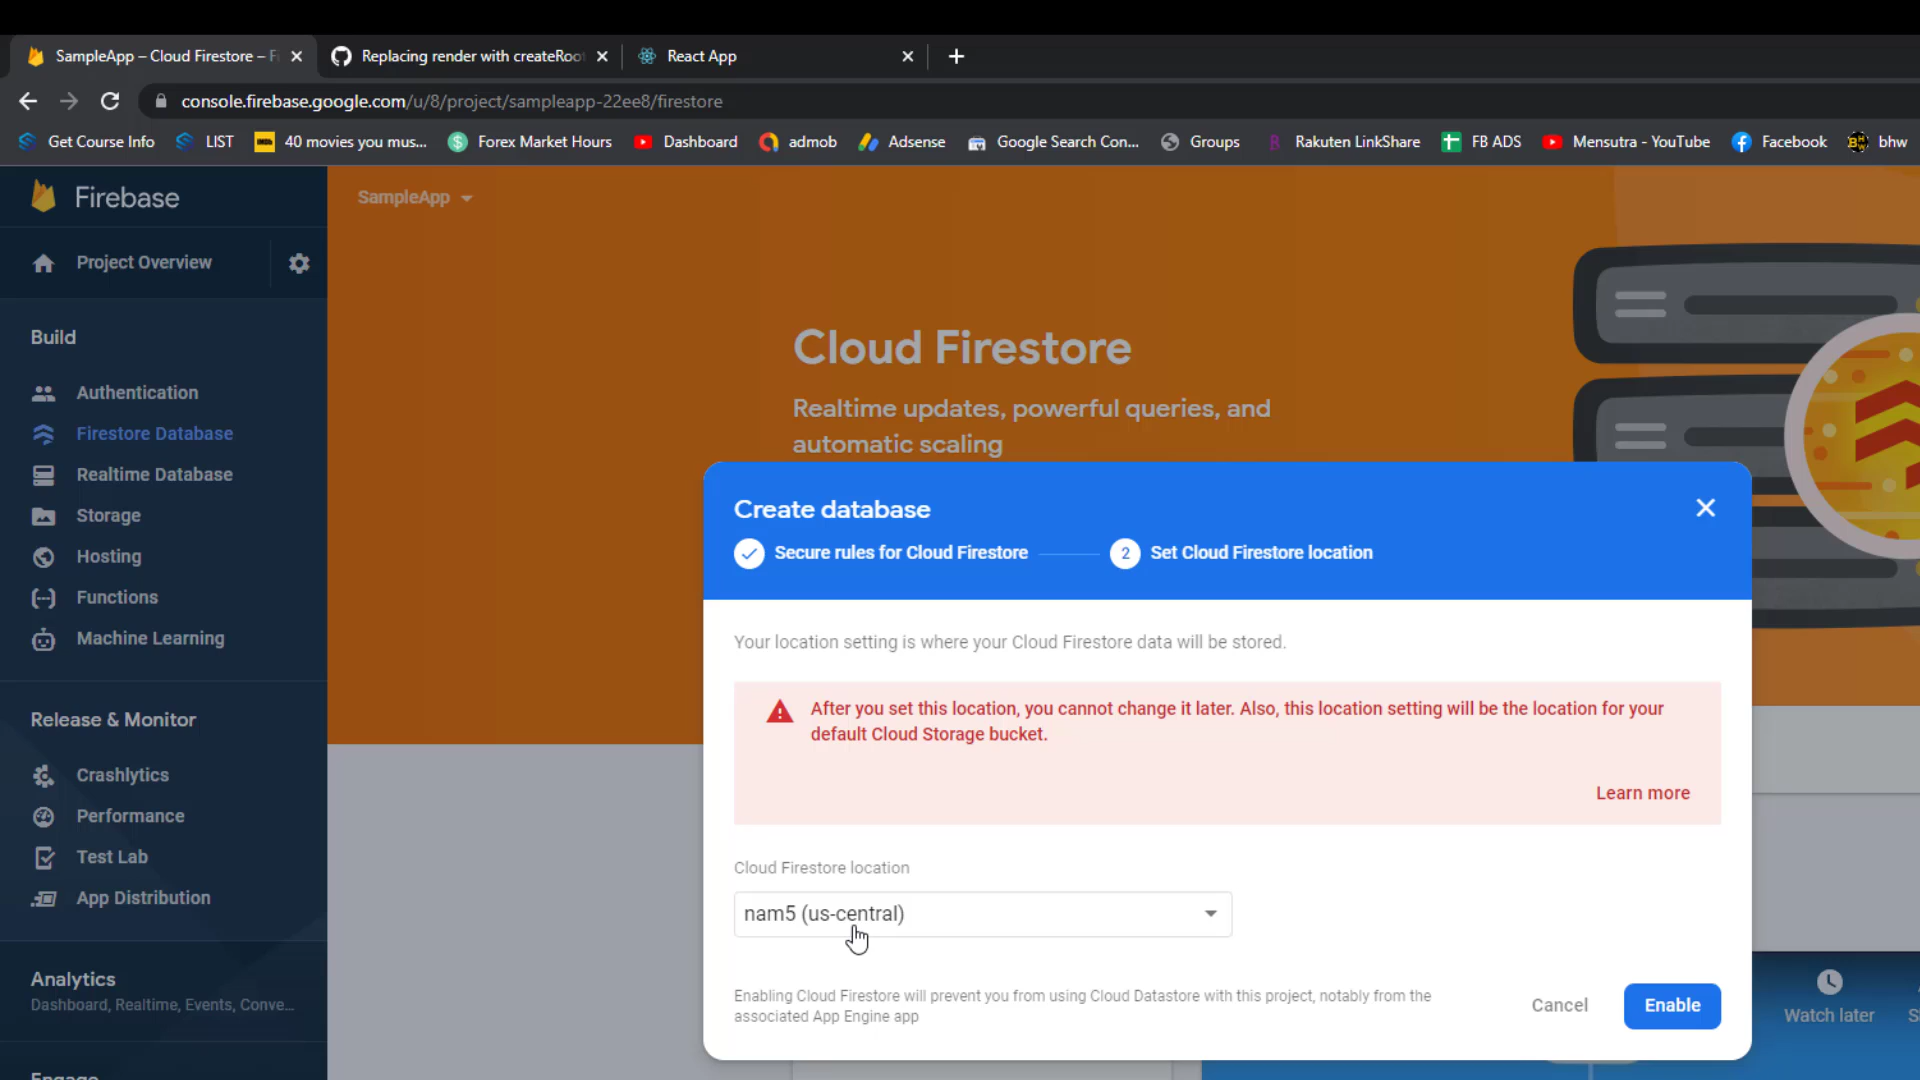 SampleApp – Cloud Firestore – F
Replacing render with createRoo
React App
console.firebase.google.com/u/8/project/sampleapp-22ee8/firestore
Get Course Info
LIST
40 movies you mus...
Forex Market Hours
Dashboard
admob
Adsense
Google Search Con...
Groups
Rakuten LinkShare
FB ADS
Mensutra - YouTube
Facebook
bhw
Firebase
SampleApp
Project Overview
Build
Authentication
Firestore Database
Realtime Database
Storage
Hosting
Functions
Machine Learning
Release & Monitor
Crashlytics
Performance
Test Lab
App Distribution
Analytics
Dashboard, Realtime, Events, Conve...
Engage
Cloud Firestore
Realtime updates, powerful queries, and
automatic scaling
Create database
Secure rules for Cloud Firestore
2 Set Cloud Firestore location
Your location setting is where your Cloud Firestore data will be stored.
After you set this location, you cannot change it later. Also, this location setting will be the location for your
default Cloud Storage bucket.
Learn more
Cloud Firestore location
nam5 (us-central)
Enabling Cloud Firestore will prevent you from using Cloud Datastore with this project, notably from the
associated App Engine app
Cancel
Enable
Watch later